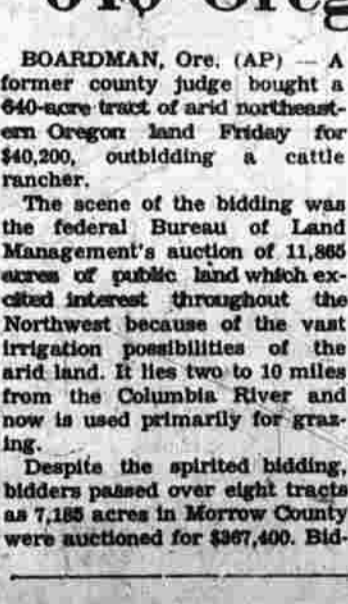 BOARDMAN, Ore. (AP) — A
former county judge bought a
640-acre tract of arid northeast-
ern Oregon land Friday for
$40,200, outbidding a cattle
rancher.
The scene of the bidding was
the federal Bureau of Land
Management's auction of 11,865
acres of public land which ex-
cited interest throughout the
Northwest because of the vast
irrigation possibilities of the
arid land. It lies two to 10 miles
from the Columbia River and
now is used primarily for graz-
ing.
Despite the spirited bidding,
bidders passed over eight tracts
as 7,185 acres in Morrow County
were auctioned for $367,400. Bid-